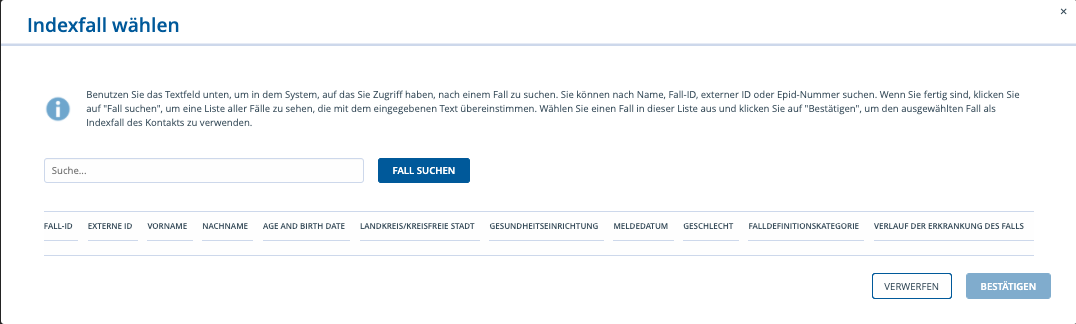 ×
Indexfall wählen
Benutzen Sie das Textfeld unten, um in dem System, auf das Sie Zugriff haben, nach einem Fall zu suchen. Sie können nach Name, Fall-ID, externer ID oder Epid-Nummer suchen. Wenn Sie fertig sind, klicken Sie
auf "Fall suchen", um eine Liste aller Fälle zu sehen, die mit dem eingegebenen Text übereinstimmen. Wählen Sie einen Fall in dieser Liste aus und klicken Sie auf "Bestätigen", um den ausgewählten Fall als
Indexfall des Kontakts zu verwenden.
Suche... FALL SUCHEN
FALL-ID EXTERNE ID VORNAME NACHNAME AGE AND BIRTH DATE LANDKREIS/KREISFREIE STADT GESUNDHEITSEINRICHTUNG MELDEDATUM GESCHLECHT FALLDEFINITIONSKATEGORIE VERLAUF DER ERKRANKUNG DES FALLS
VERWERFEN BESTÄTIGEN